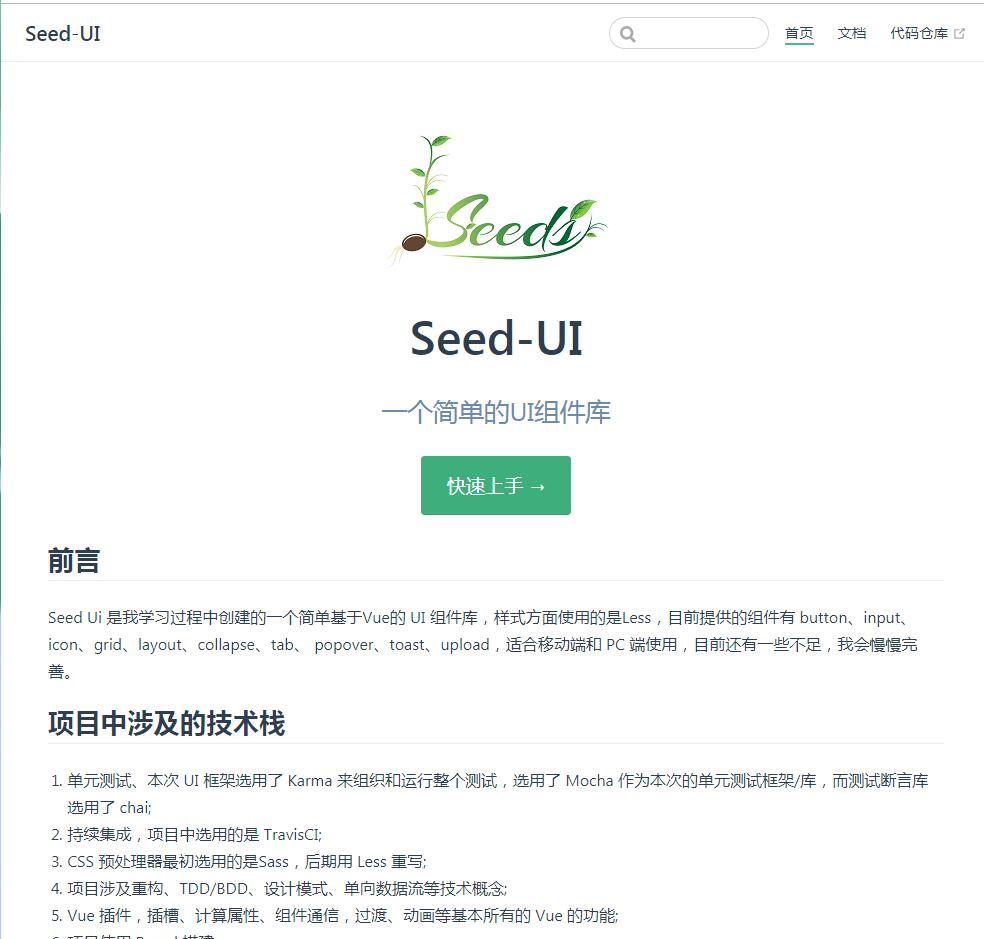 Seed-UI
首页
文档
代码仓库
Seeds
Seed-UI
一个简单的UI组件库
快速上手 →
前言
Seed Ui 是我学习过程中创建的一个简单基于Vue的 UI 组件库，样式方面使用的是Less，目前提供的组件有 button、input、
icon、grid、layout、collapse、tab、 popover、toast、upload，适合移动端和 PC 端使用，目前还有一些不足，我会慢慢完
善。
项目中涉及的技术栈
1. 单元测试、本次 UI 框架选用了 Karma 来组织和运行整个测试，选用了 Mocha 作为本次的单元测试框架/库，而测试断言库
选用了 chai;
2. 持续集成，项目中选用的是 TravisCI;
3. CSS 预处理器最初选用的是Sass，后期用 Less 重写;
4. 项目涉及重构、TDD/BDD、设计模式、单向数据流等技术概念;
5. Vue 插件，插槽、计算属性、组件通信，过渡、动画等基本所有的 Vue 的功能;